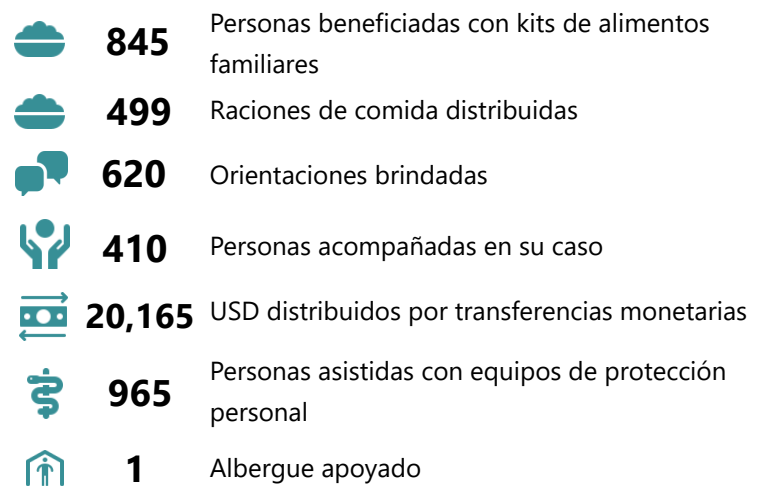 845 Personas beneficiadas con kits de alimentos
familiares
499 Raciones de comida distribuidas
620 Orientaciones brindadas
410 Personas acompañadas en su caso
20,165 USD distribuidos por transferencias monetarias
965 Personas asistidas con equipos de protección
personal
1 Albergue apoyado